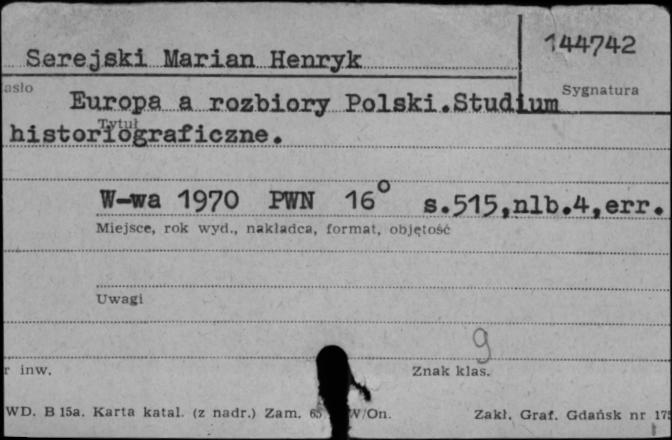 Serejski Marian Henryk
144742
asło
Sygnatura
Europa a rozbiory Polski.Studium
Tytuł
historiograficzne.
W-wa 1970 PWN 16° s.515,nlb.4,err.
Miejsce, rok wyd., nakładca, format, objętość
Uwagi
9
r inw.
Znak klas.
WD. B 15a. Karta katal. (z nadr.) Zam. 65 W/On.
Zakł. Graf. Gdańsk nr 175